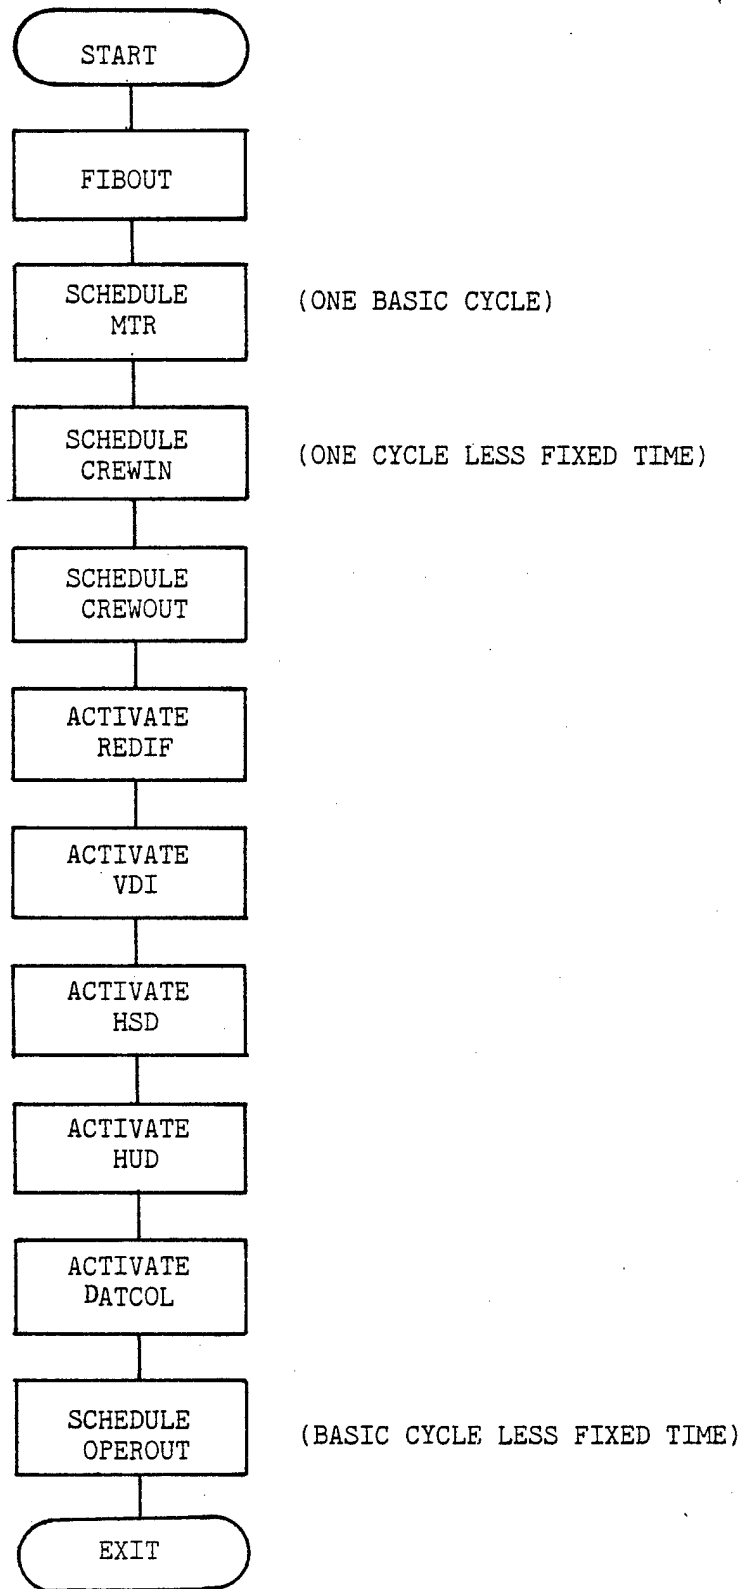 START
FIBOUT
SCHEDULE
MTR
(ONE BASIC CYCLE)
SCHEDULE
CREWIN
(ONE CYCLE LESS FIXED TIME)
SCHEDULE
CREWOUT
ACTIVATE
REDIF
ACTIVATE
VDI
ACTIVATE
HSD
ACTIVATE
HUD
ACTIVATE
DATCOL
SCHEDULE
OPEROUT
(BASIC CYCLE LESS FIXED TIME)
EXIT